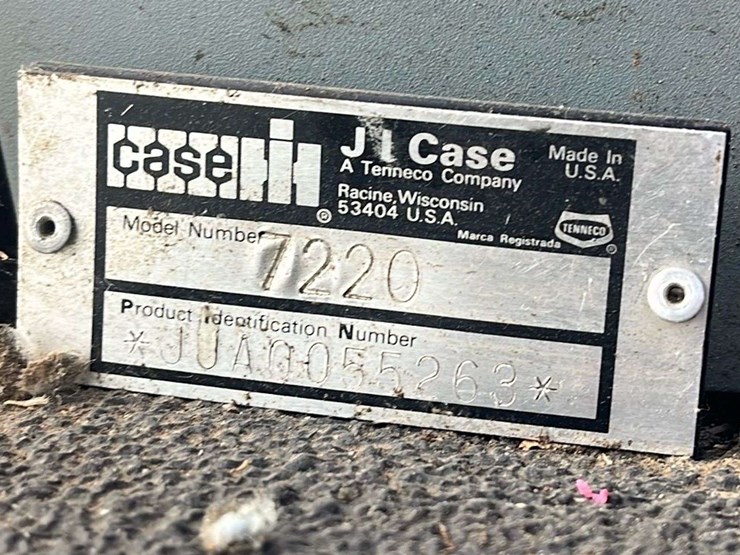 case IH
J I Case
A Tenneco Company
Racine, Wisconsin
53404 U.S.A.
Made In
U.S.A.
®
Marca Registrada
TENNECO
®
Model Number
7220
Product Identification Number
*JJA0055263*